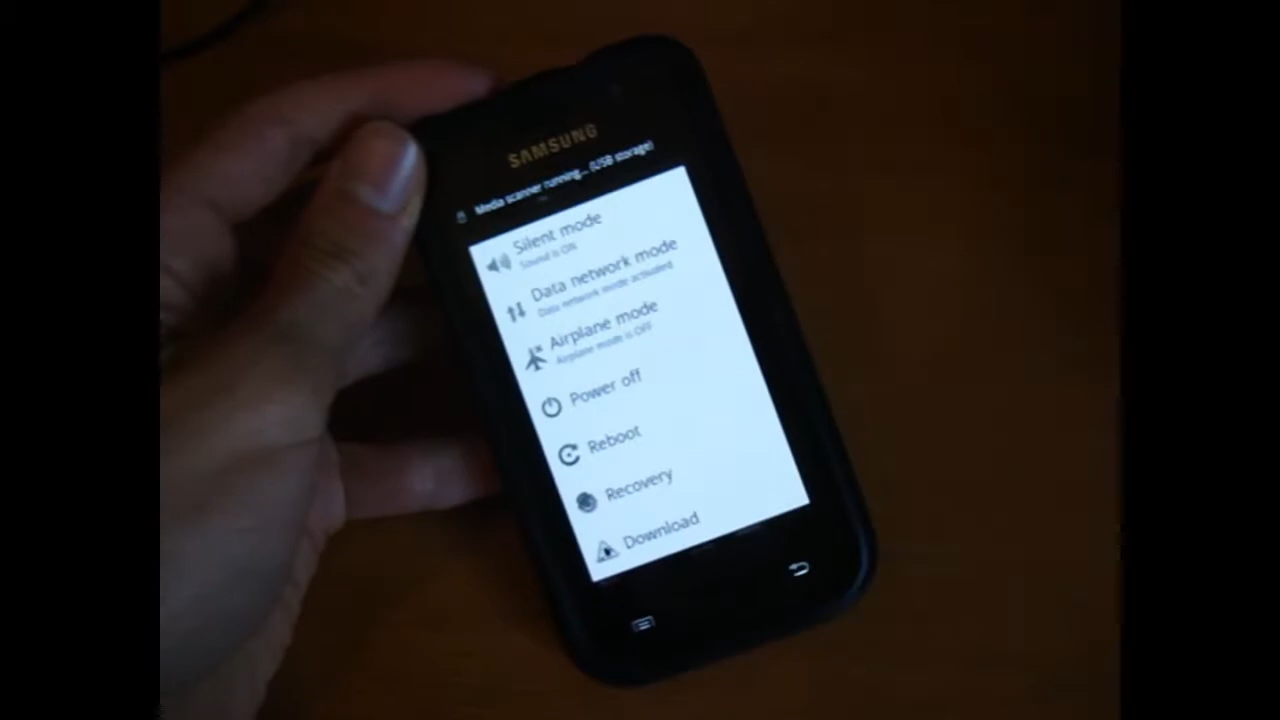 SAMSUNG
Media scanner running... (USB storage)
Silent mode
Sound is ON
Data network mode
Data network mode activated
Airplane mode
Airplane mode is OFF
Power off
Reboot
Recovery
Download